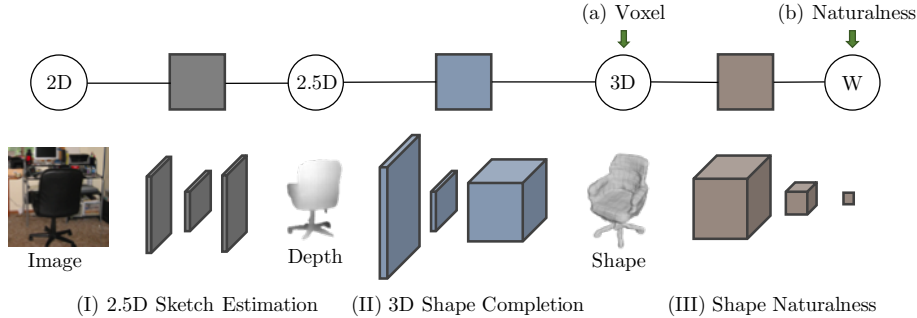 (a) Voxel (b) Naturalness
2D 2.5D 3D W
Image Depth Shape
(I) 2.5D Sketch Estimation (II) 3D Shape Completion (III) Shape Naturalness